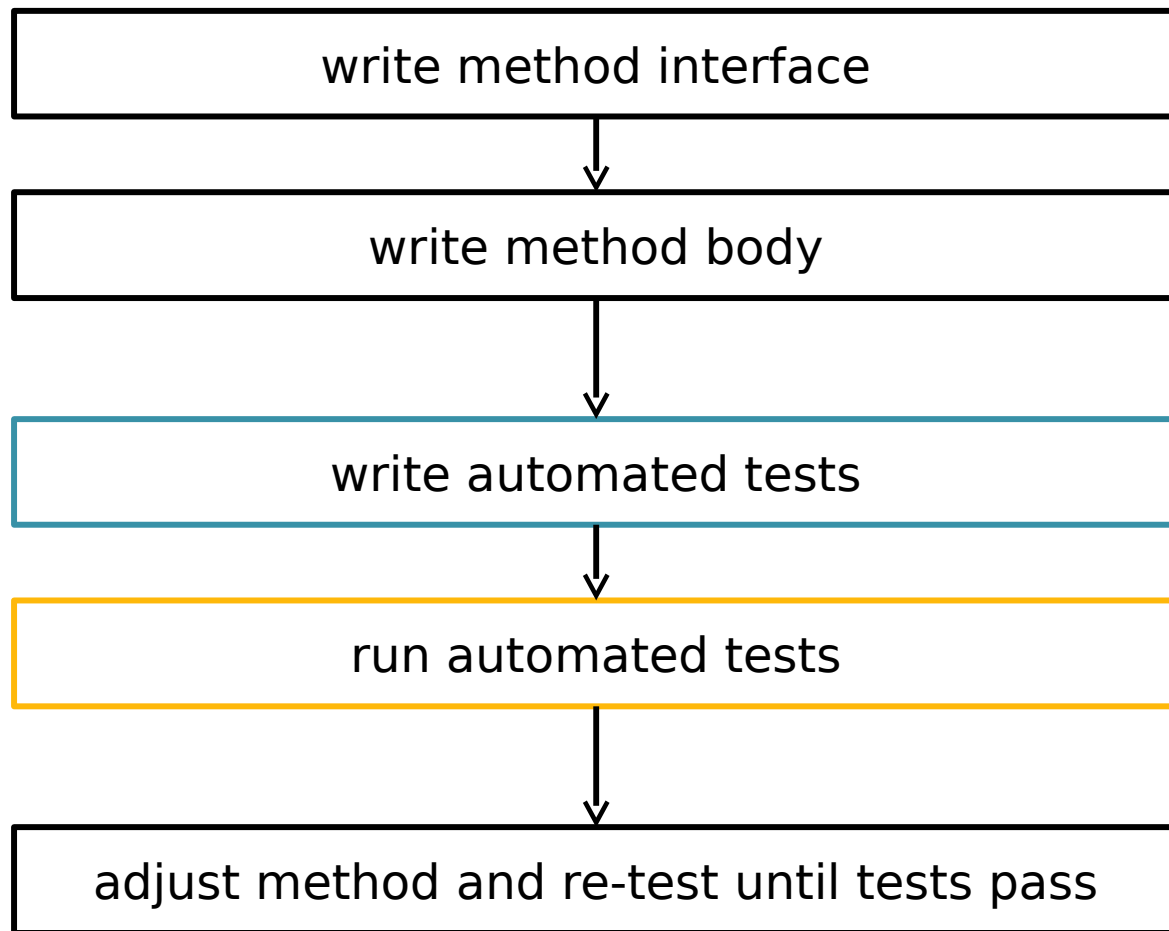 write method interface
write method body
write automated tests
run automated tests
adjust method and re-test until tests pass